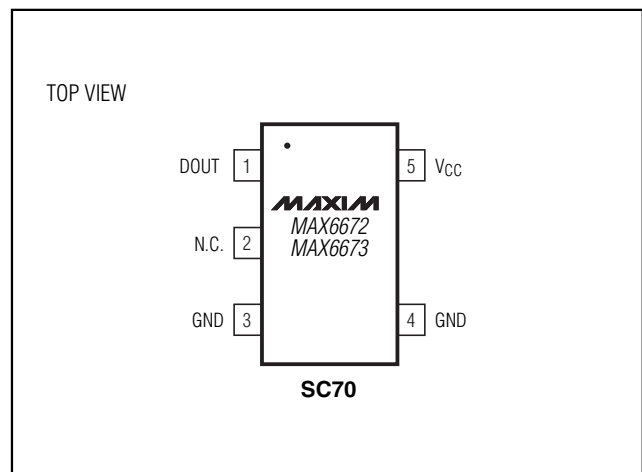 TOP VIEW
DOUT 1
5 VCC
MAXIM
MAX6672
MAX6673
N.C. 2
GND 3
4 GND
SC70